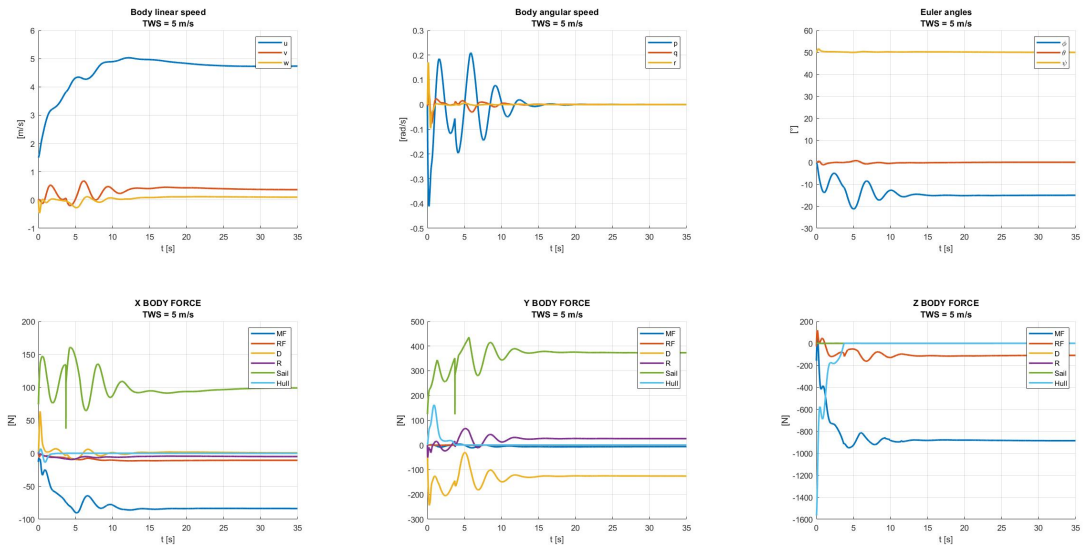 Body linear speed
TWS = 5 m/s
6
5
4
3
2
1
0
-1
[m/s]
0 5 10 15 20 25 30 35
t [s]
u
v
w
Body angular speed
TWS = 5 m/s
0.3
0.2
0.1
0
-0.1
-0.2
-0.3
-0.4
-0.5
[rad/s]
0 5 10 15 20 25 30 35
t [s]
p
q
r
Euler angles
TWS = 5 m/s
60
50
40
30
20
10
0
-10
-20
-30
[°]
0 5 10 15 20 25 30 35
t [s]
ϕ
θ
ψ
X BODY FORCE
TWS = 5 m/s
200
150
100
50
0
-50
-100
[N]
0 5 10 15 20 25 30 35
t [s]
MF
RF
D
R
Sail
Hull
Y BODY FORCE
TWS = 5 m/s
500
400
300
200
100
0
-100
-200
-300
[N]
0 5 10 15 20 25 30 35
t [s]
MF
RF
D
R
Sail
Hull
Z BODY FORCE
TWS = 5 m/s
200
0
-200
-400
-600
-800
-1000
-1200
-1400
-1600
[N]
0 5 10 15 20 25 30 35
t [s]
MF
RF
D
R
Sail
Hull